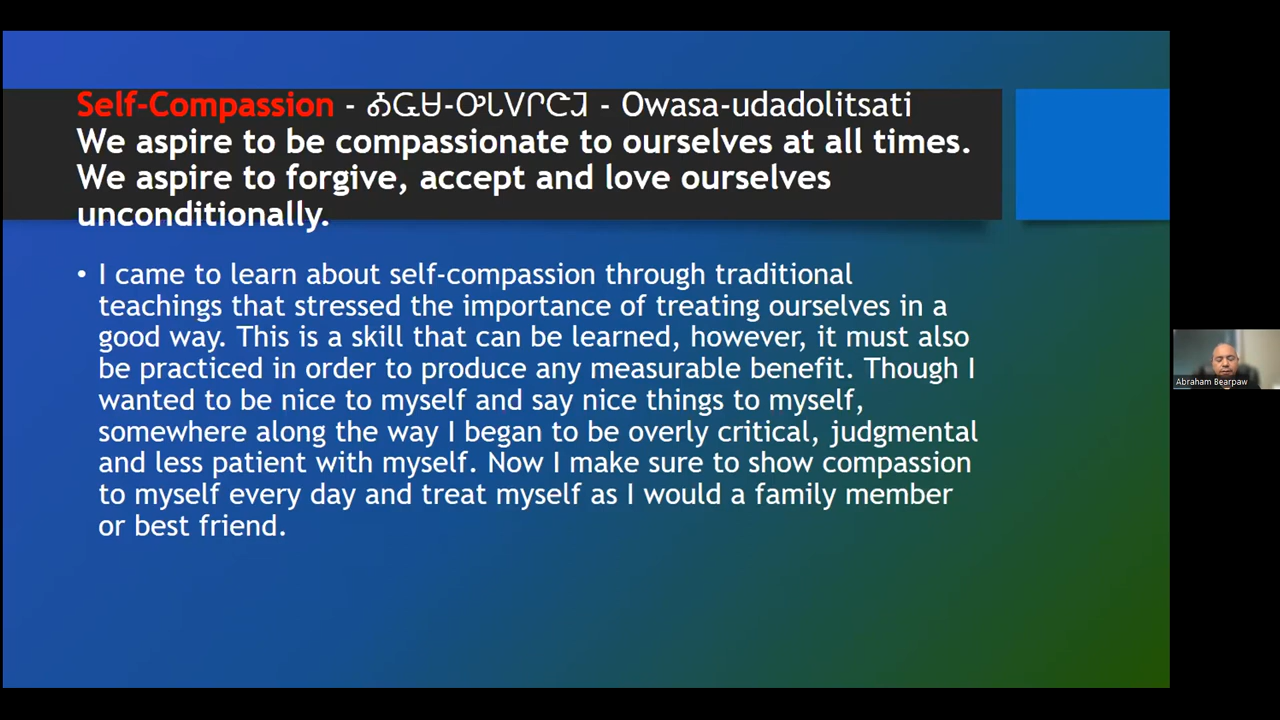 Self-Compassion - ᎣᏩᏌ-ᎤᏓᏙᎵᏨᏘ - Owasa-udadolitsati
We aspire to be compassionate to ourselves at all times.
We aspire to forgive, accept and love ourselves
unconditionally.
• I came to learn about self-compassion through traditional
teachings that stressed the importance of treating ourselves in a
good way. This is a skill that can be learned, however, it must also
be practiced in order to produce any measurable benefit. Though I
wanted to be nice to myself and say nice things to myself,
somewhere along the way I began to be overly critical, judgmental
and less patient with myself. Now I make sure to show compassion
to myself every day and treat myself as I would a family member
or best friend.
Abraham Bearpaw